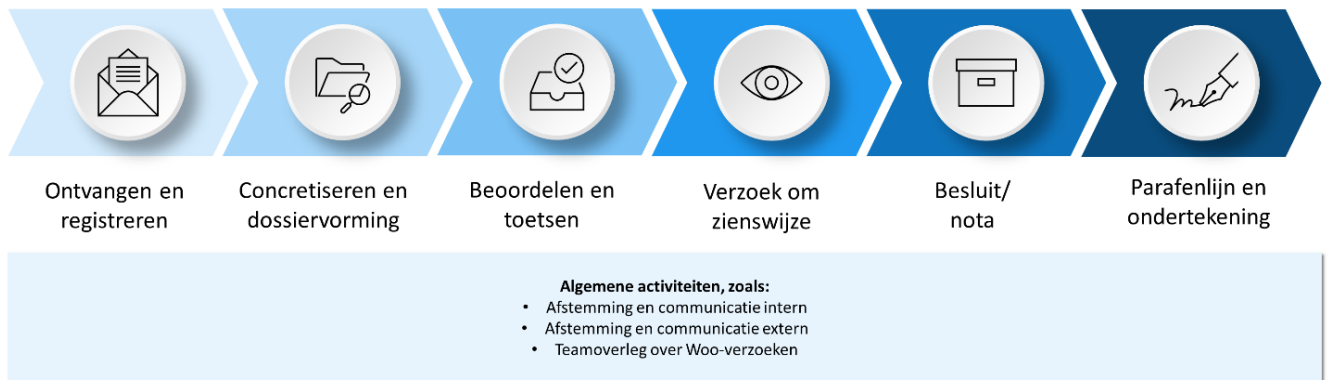 Ontvangen en
registreren
Concretiseren en
dossiervorming
Beoordelen en
toetsen
Verzoek om
zienswijze
Besluit/
nota
Parafenlijn en
ondertekening
Algemene activiteiten, zoals:
• Afstemming en communicatie intern
• Afstemming en communicatie extern
• Teamoverleg over Woo-verzoeken